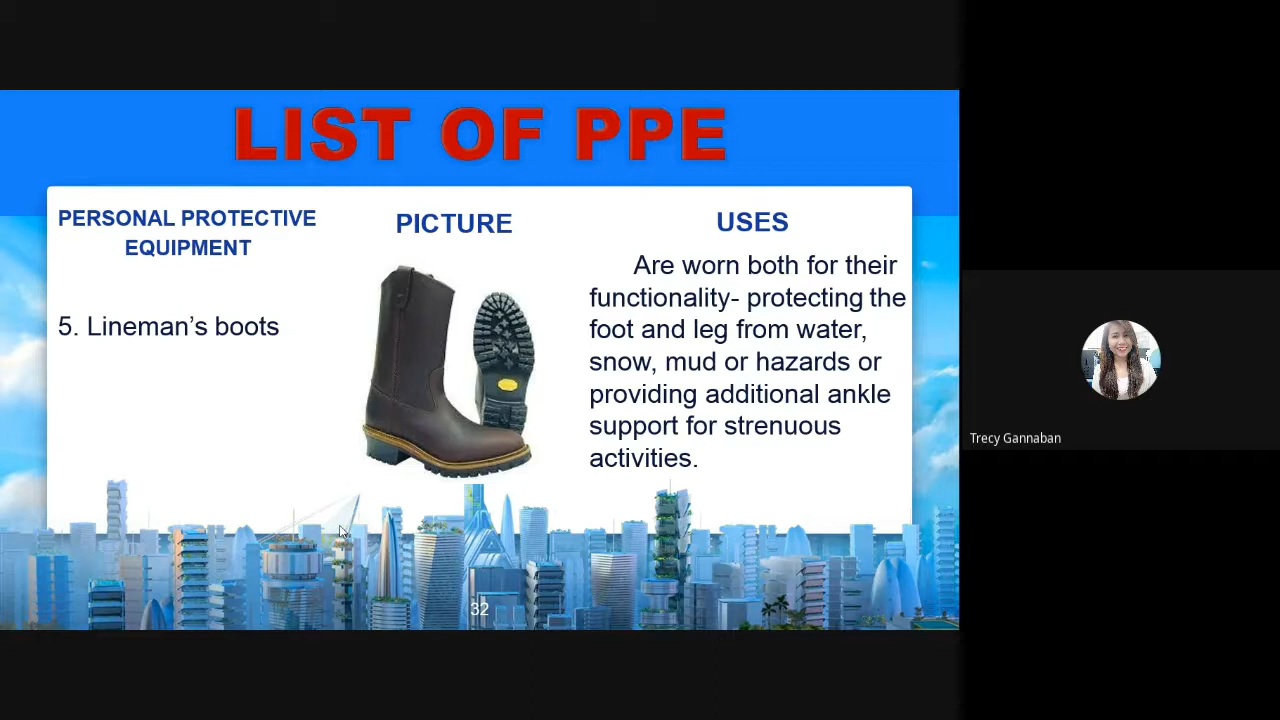 LIST OF PPE
PERSONAL PROTECTIVE
EQUIPMENT
PICTURE
USES
5. Lineman’s boots
Are worn both for their
functionality- protecting the
foot and leg from water,
snow, mud or hazards or
providing additional ankle
support for strenuous
activities.
32
Trecy Gannaban